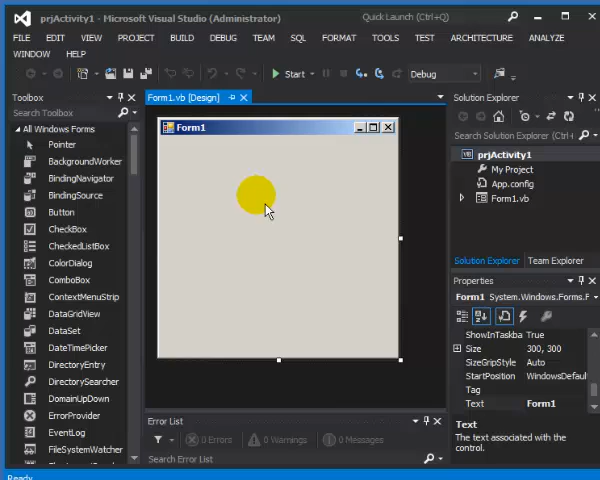 prjActivity1 - Microsoft Visual Studio (Administrator)
Quick Launch (Ctrl+Q)
FILE EDIT VIEW PROJECT BUILD DEBUG TEAM SQL FORMAT TOOLS TEST ARCHITECTURE ANALYZE
WINDOW HELP
Start
Debug
Toolbox
Search Toolbox
All Windows Forms
Pointer
BackgroundWorker
BindingNavigator
BindingSource
Button
CheckBox
CheckedListBox
ColorDialog
ComboBox
ContextMenuStrip
DataGridView
DataSet
DateTimePicker
DirectoryEntry
DirectorySearcher
DomainUpDown
ErrorProvider
EventLog
FileSystemWatcher
Form1.vb [Design]
Form1
Error List
0 Errors 0 Warnings 0 Messages
Search Error List
Solution Explorer
Search Solution Explorer (Ctrl+
prjActivity1
My Project
App.config
Form1.vb
Solution Explorer Team Explorer
Properties
Form1 System.Windows.Forms.F
ShowInTaskba True
Size 300, 300
SizeGripStyle Auto
StartPosition WindowsDefaul
Tag
Text Form1
Text
The text associated with the
control.
Ready